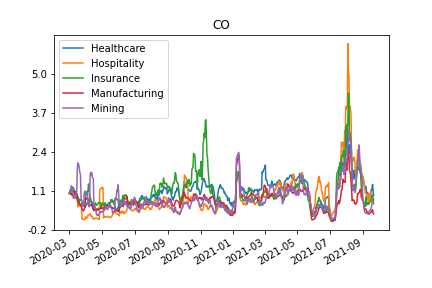 CO
Healthcare
Hospitality
Insurance
Manufacturing
Mining
5.0
3.7
2.4
1.1
-0.2
2020-03
2020-05
2020-07
2020-09
2020-11
2021-01
2021-03
2021-05
2021-07
2021-09